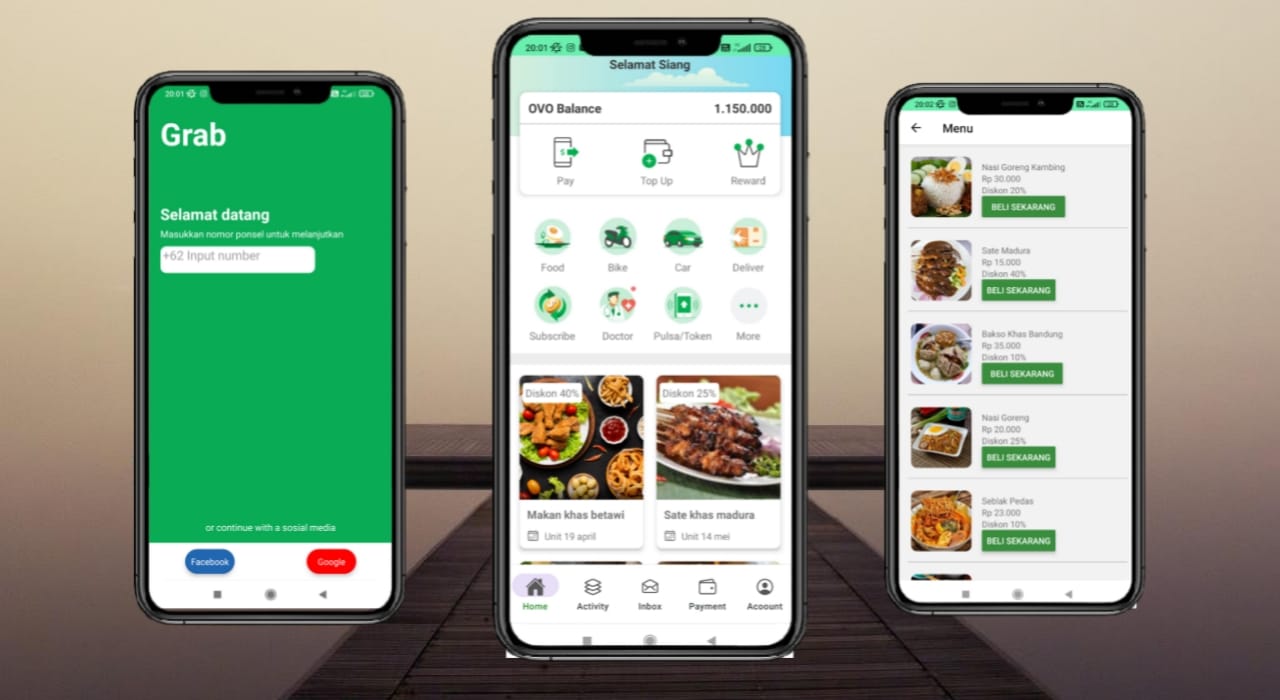 20:01
Grab
Selamat datang
Masukkan nomor ponsel untuk melanjutkan
+62 Input number
or continue with a sosial media
Facebook
Google
20:01
Selamat Siang
OVO Balance
1.150.000
Pay
Top Up
Reward
Food
Bike
Car
Deliver
Subscribe
Doctor
Pulsa/Token
More
Diskon 40%
Diskon 25%
Makan khas betawi
Sate khas madura
Unit 19 april
Unit 14 mei
Home
Activity
Inbox
Payment
Acoount
20:02
Menu
Nasi Goreng Kambing
Rp 30.000
Diskon 20%
BELI SEKARANG
Sate Madura
Rp 15.000
Diskon 40%
BELI SEKARANG
Bakso Khas Bandung
Rp 35.000
Diskon 10%
BELI SEKARANG
Nasi Goreng
Rp 20.000
Diskon 25%
BELI SEKARANG
Seblak Pedas
Rp 23.000
Diskon 10%
BELI SEKARANG